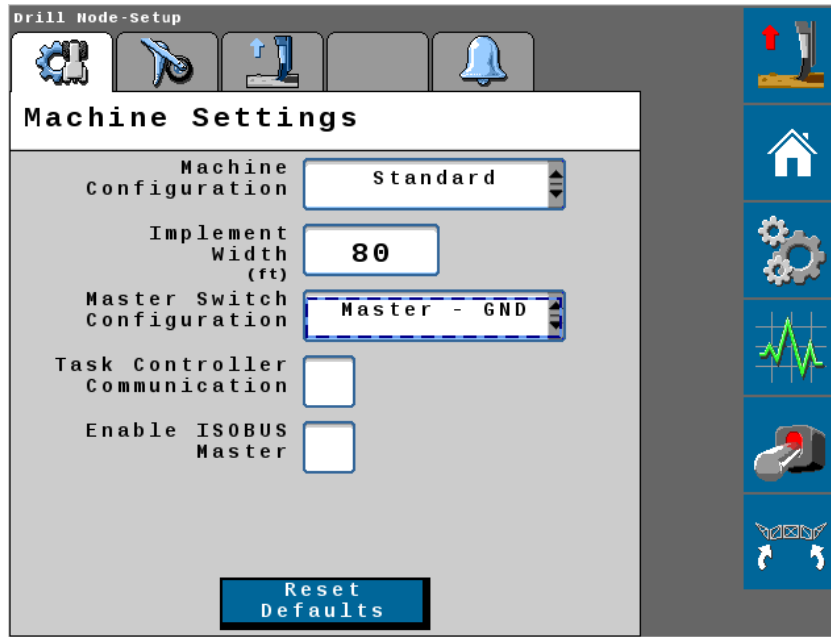 Drill Node-Setup
Machine Settings
Machine
Configuration
Standard
Implement
Width
(ft)
80
Master Switch
Configuration
Master - GND
Task Controller
Communication
Enable ISOBUS
Master
Reset
Defaults